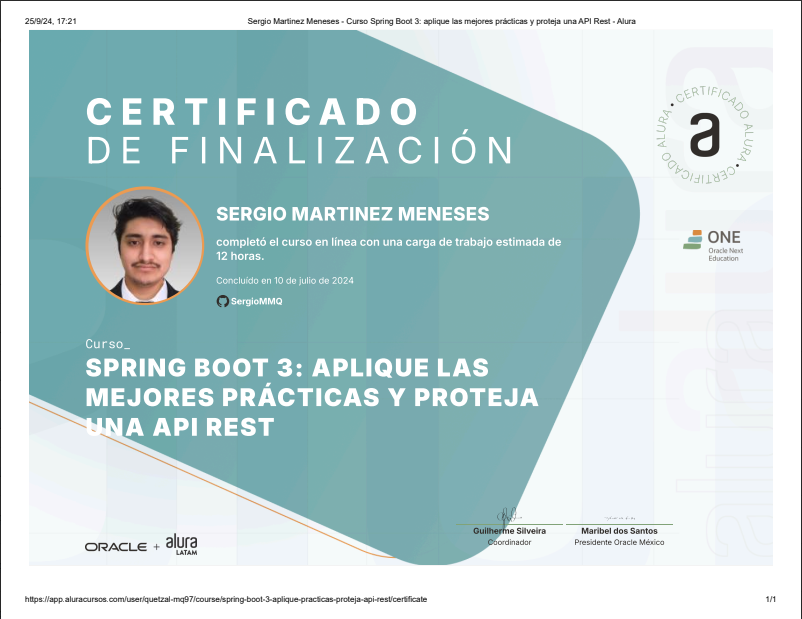 25/9/24, 17:21
Sergio Martinez Meneses - Curso Spring Boot 3: aplique las mejores prácticas y proteja una API Rest - Alura
CERTIFICADO
DE FINALIZACIÓN
CERTIFICADO ALURA • CERTIFICADO ALURA •
a
SERGIO MARTINEZ MENESES
completó el curso en línea con una carga de trabajo estimada de
12 horas.
Concluído en 10 de julio de 2024
SergioMMQ
ONE
Oracle Next
Education
Curso_
SPRING BOOT 3: APLIQUE LAS
MEJORES PRÁCTICAS Y PROTEJA
UNA API REST
ORACLE + alura
LATAM
Guilherme Silveira
Coordinador
Maribel dos Santos
Presidente Oracle México
https://app.aluracursos.com/user/quetzal-mq97/course/spring-boot-3-aplique-practicas-proteja-api-rest/certificate
1/1